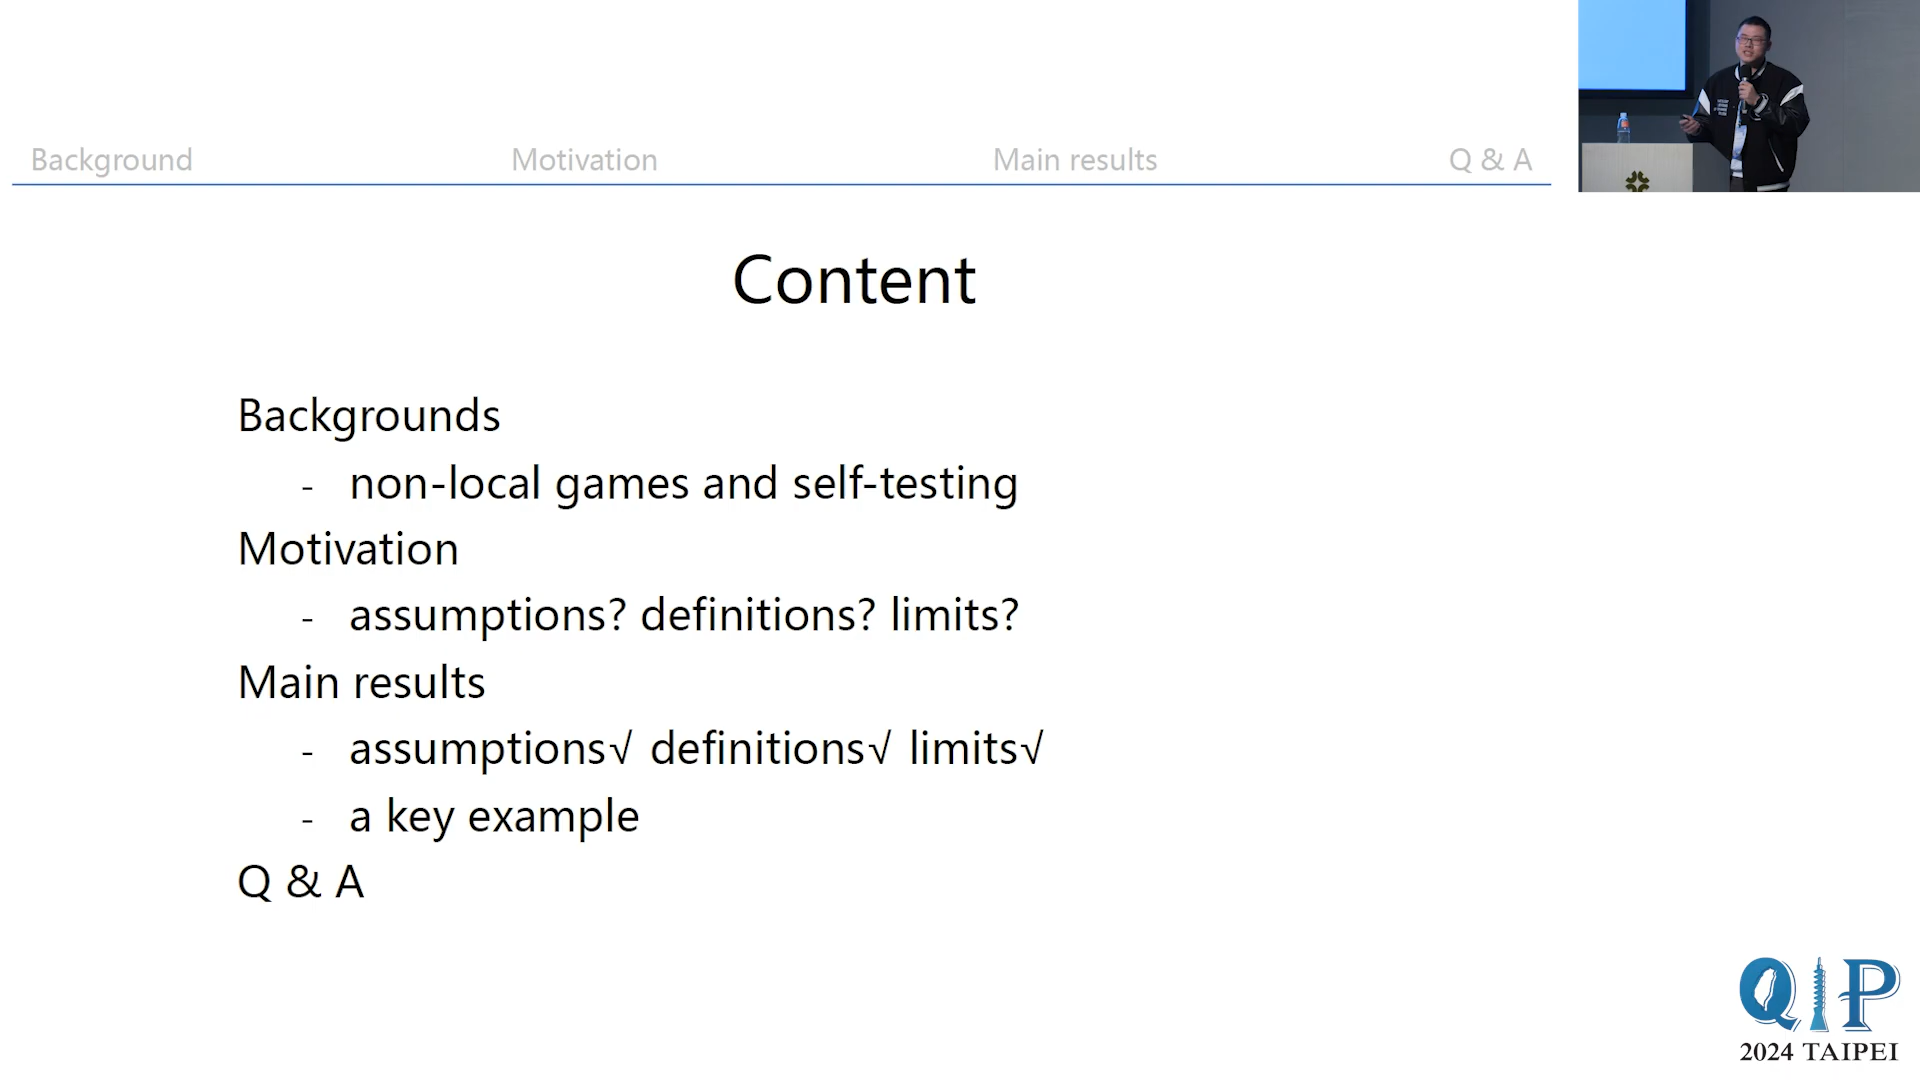 Background Motivation Main results Q & A
Content
Backgrounds
- non-local games and self-testing
Motivation
- assumptions? definitions? limits?
Main results
- assumptions√ definitions√ limits√
- a key example
Q & A
QIP
2024 TAIPEI